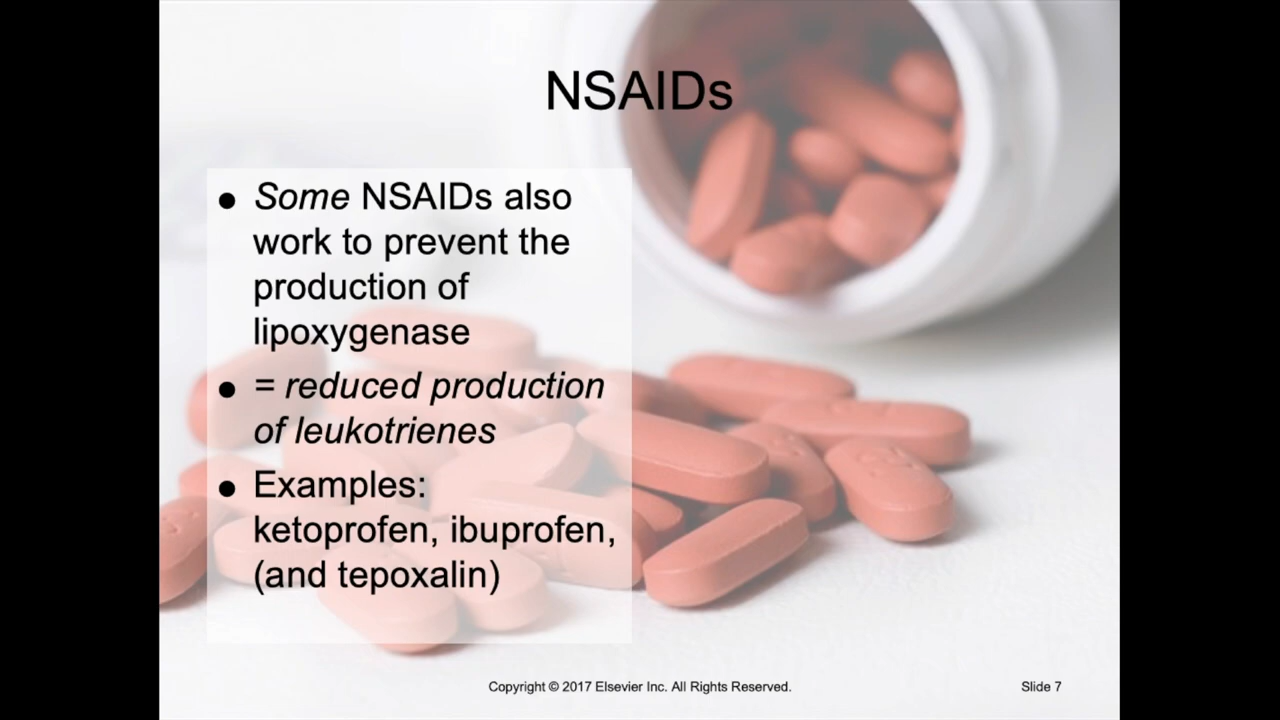 NSAIDs
● Some NSAIDs also
work to prevent the
production of
lipoxygenase
● = reduced production
of leukotrienes
● Examples:
ketoprofen, ibuprofen,
(and tepoxalin)
Copyright © 2017 Elsevier Inc. All Rights Reserved.
Slide 7